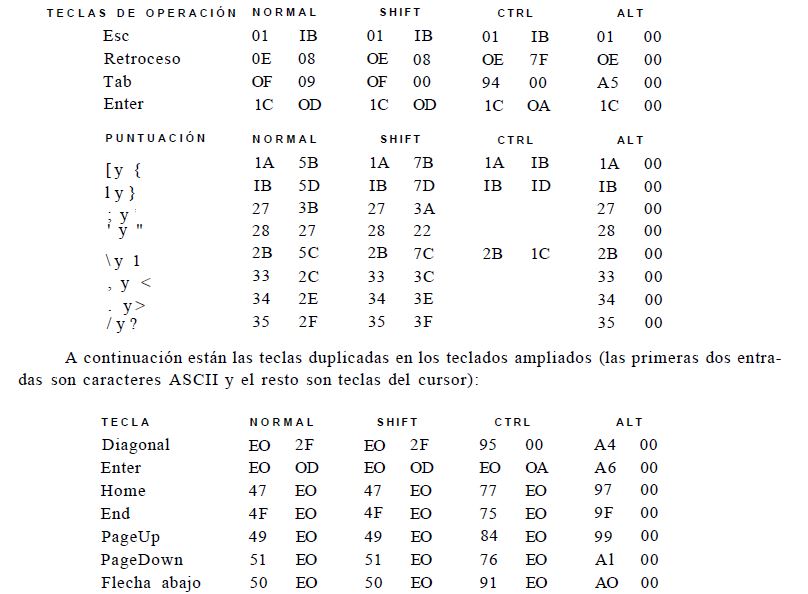 TECLAS DE OPERACIÓN NORMAL SHIFT CTRL ALT
Esc 01 IB 01 IB 01 IB 01 00
Retroceso 0E 08 OE 08 OE 7F OE 00
Tab OF 09 OF 00 94 00 A5 00
Enter 1C OD 1C OD 1C OA 1C 00
PUNTUACIÓN NORMAL SHIFT CTRL ALT
[ y { 1A 5B 1A 7B 1A IB 1A 00
l y } IB 5D IB 7D IB ID IB 00
; y : 27 3B 27 3A 27 00
' y " 28 27 28 22 28 00
\ y 1 2B 5C 2B 7C 2B 1C 2B 00
, y < 33 2C 33 3C 33 00
. y> 34 2E 34 3E 34 00
/ y ? 35 2F 35 3F 35 00
A continuación están las teclas duplicadas en los teclados ampliados (las primeras dos entra-
das son caracteres ASCII y el resto son teclas del cursor):
TECLA NORMAL SHIFT CTRL ALT
Diagonal EO 2F EO 2F 95 00 A4 00
Enter EO OD EO OD EO OA A6 00
Home 47 EO 47 EO 77 EO 97 00
End 4F EO 4F EO 75 EO 9F 00
PageUp 49 EO 49 EO 84 EO 99 00
PageDown 51 EO 51 EO 76 EO A1 00
Flecha abajo 50 EO 50 EO 91 EO AO 00